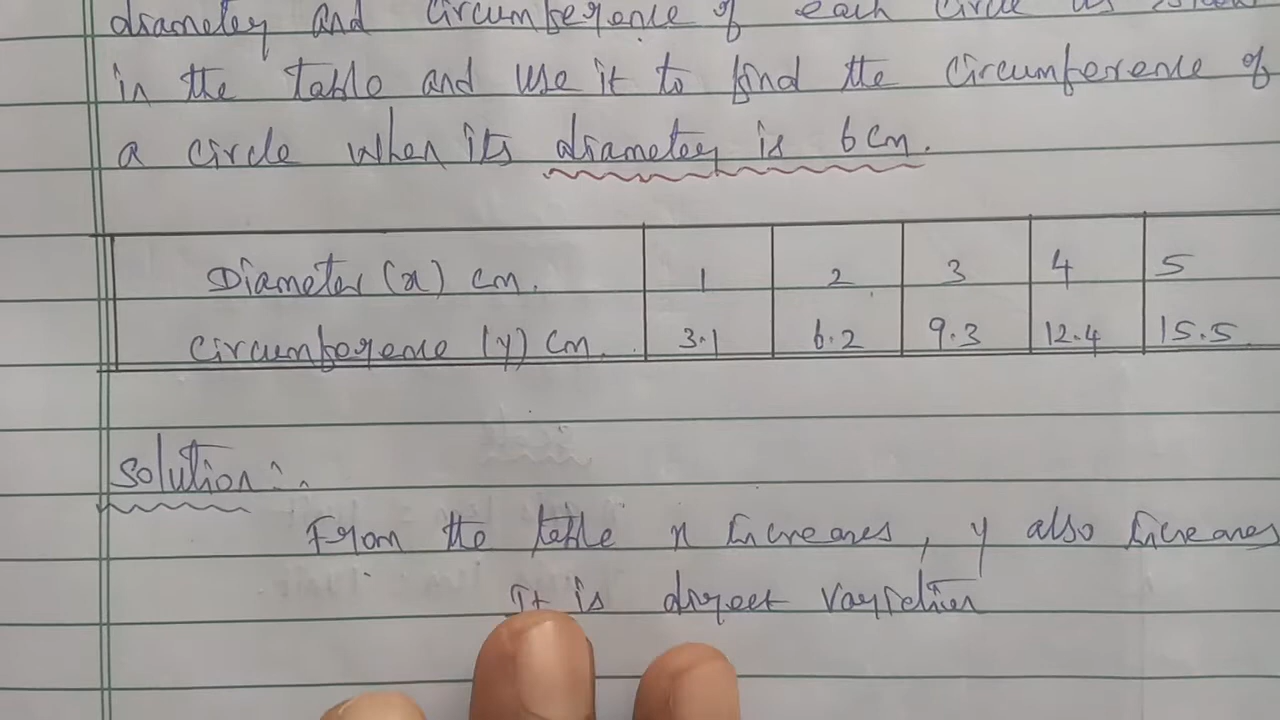 diameter and circumference of each circle as
in the table and use it to find the circumference of
a circle when its diameter is 6cm.
Diameter (x) cm. 1 2 3 4 5
Circumference (y) cm 3.1 6.2 9.3 12.4 15.5
Solution:-
From the table x increases, y also increases
it is direct variation